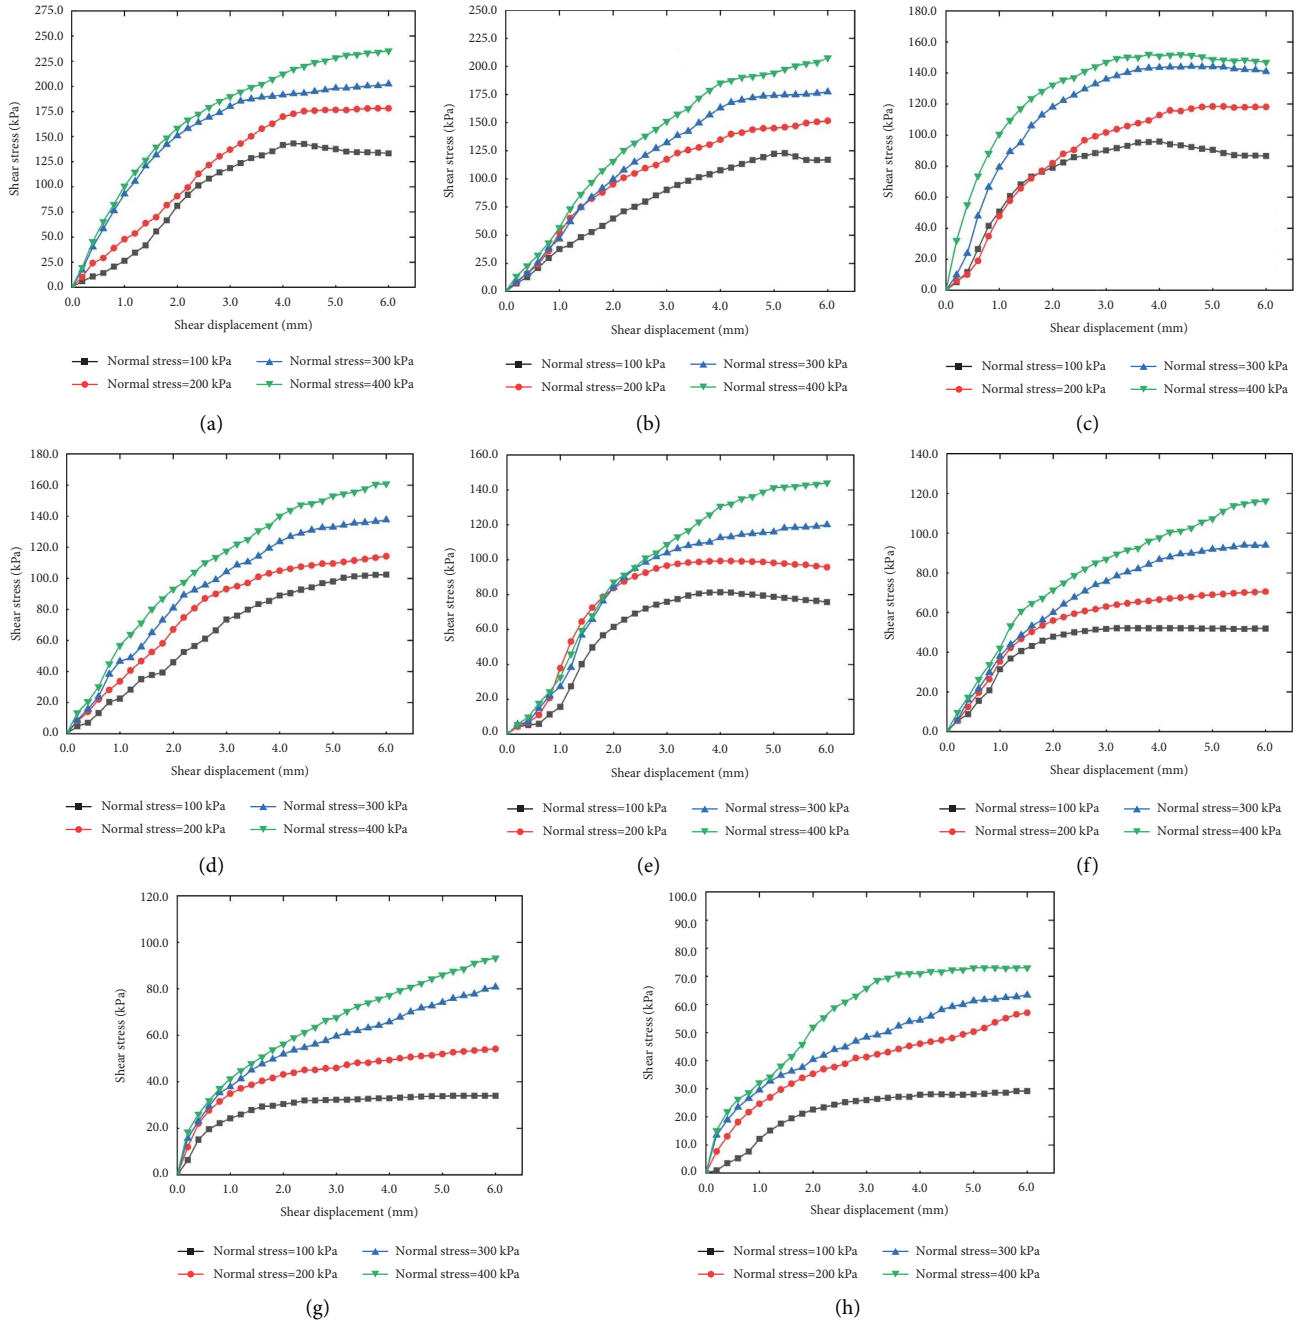 275.0
250.0
225.0
200.0
175.0
150.0
125.0
100.0
75.0
50.0
25.0
0.0
Shear stress (kPa)
0.0 1.0 2.0 3.0 4.0 5.0 6.0
Shear displacement (mm)
Normal stress=100 kPa Normal stress=300 kPa
Normal stress=200 kPa Normal stress=400 kPa
(a)
250.0
225.0
200.0
175.0
150.0
125.0
100.0
75.0
50.0
25.0
0.0
Shear stress (kPa)
0.0 1.0 2.0 3.0 4.0 5.0 6.0
Shear displacement (mm)
Normal stress=100 kPa Normal stress=300 kPa
Normal stress=200 kPa Normal stress=400 kPa
(b)
180.0
160.0
140.0
120.0
100.0
80.0
60.0
40.0
20.0
0.0
Shear stress (kPa)
0.0 1.0 2.0 3.0 4.0 5.0 6.0
Shear displacement (mm)
Normal stress=100 kPa Normal stress=300 kPa
Normal stress=200 kPa Normal stress=400 kPa
(c)
180.0
160.0
140.0
120.0
100.0
80.0
60.0
40.0
20.0
0.0
Shear stress (kPa)
0.0 1.0 2.0 3.0 4.0 5.0 6.0
Shear displacement (mm)
Normal stress=100 kPa Normal stress=300 kPa
Normal stress=200 kPa Normal stress=400 kPa
(d)
160.0
140.0
120.0
100.0
80.0
60.0
40.0
20.0
0.0
Shear stress (kPa)
0.0 1.0 2.0 3.0 4.0 5.0 6.0
Shear displacement (mm)
Normal stress=100 kPa Normal stress=300 kPa
Normal stress=200 kPa Normal stress=400 kPa
(e)
140.0
120.0
100.0
80.0
60.0
40.0
20.0
0.0
Shear stress (kPa)
0.0 1.0 2.0 3.0 4.0 5.0 6.0
Shear displacement (mm)
Normal stress=100 kPa Normal stress=300 kPa
Normal stress=200 kPa Normal stress=400 kPa
(f)
120.0
100.0
80.0
60.0
40.0
20.0
0.0
Shear stress (kPa)
0.0 1.0 2.0 3.0 4.0 5.0 6.0
Shear displacement (mm)
Normal stress=100 kPa Normal stress=300 kPa
Normal stress=200 kPa Normal stress=400 kPa
(g)
100.0
90.0
80.0
70.0
60.0
50.0
40.0
30.0
20.0
10.0
0.0
Shear stress (kPa)
0.0 1.0 2.0 3.0 4.0 5.0 6.0
Shear displacement (mm)
Normal stress=100 kPa Normal stress=300 kPa
Normal stress=200 kPa Normal stress=400 kPa
(h)